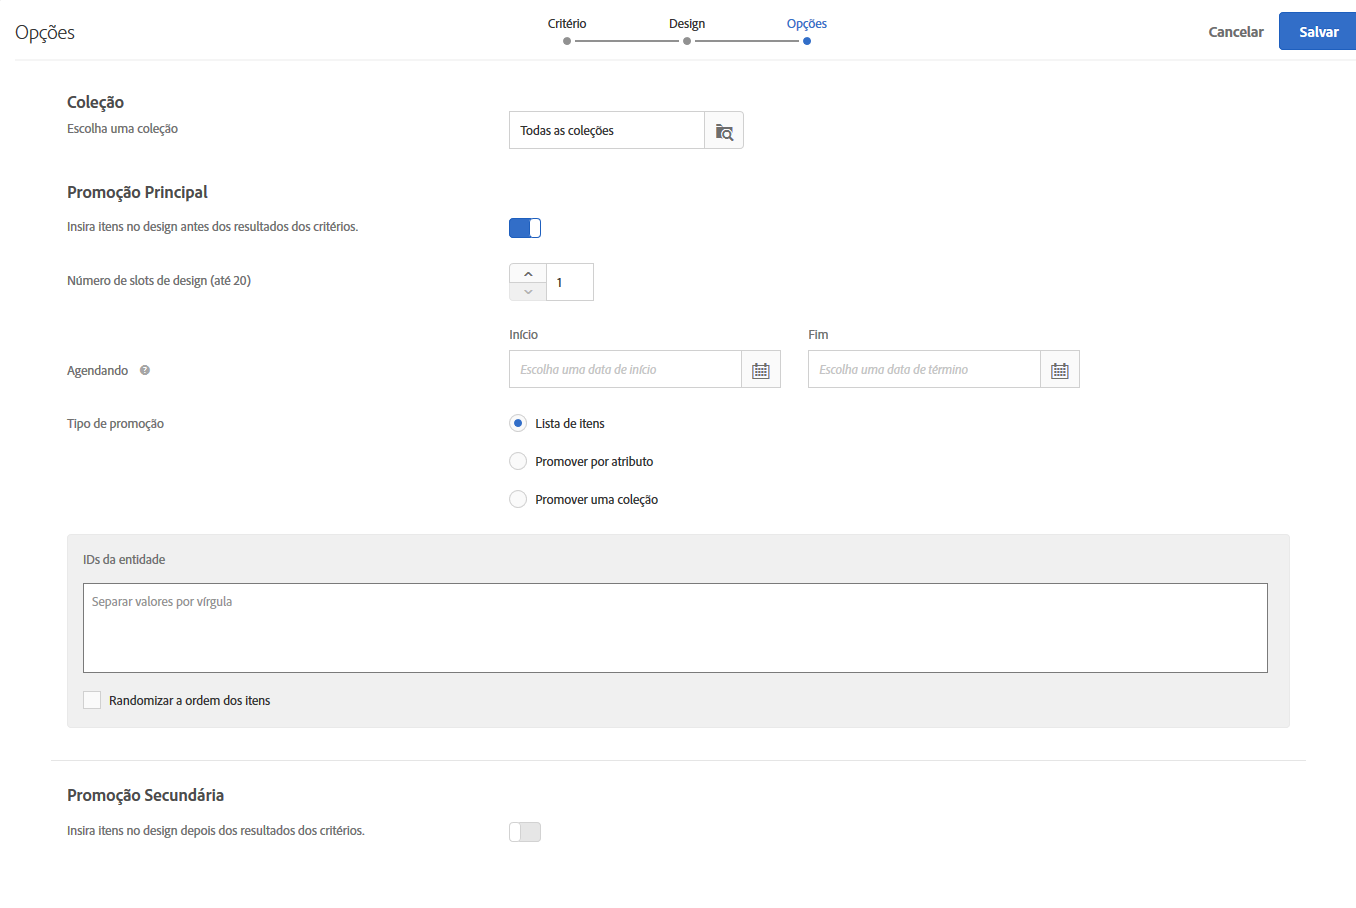 Opções
Critério
Design
Opções
Cancelar
Salvar
Coleção
Escolha uma coleção
Todas as coleções
Promoção Principal
Insira itens no design antes dos resultados dos critérios.
Número de slots de design (até 20)
1
Início
Fim
Agendando
Escolha uma data de início
Escolha uma data de término
Tipo de promoção
Lista de itens
Promover por atributo
Promover uma coleção
IDs da entidade
Separar valores por vírgula
Randomizar a ordem dos itens
Promoção Secundária
Insira itens no design depois dos resultados dos critérios.